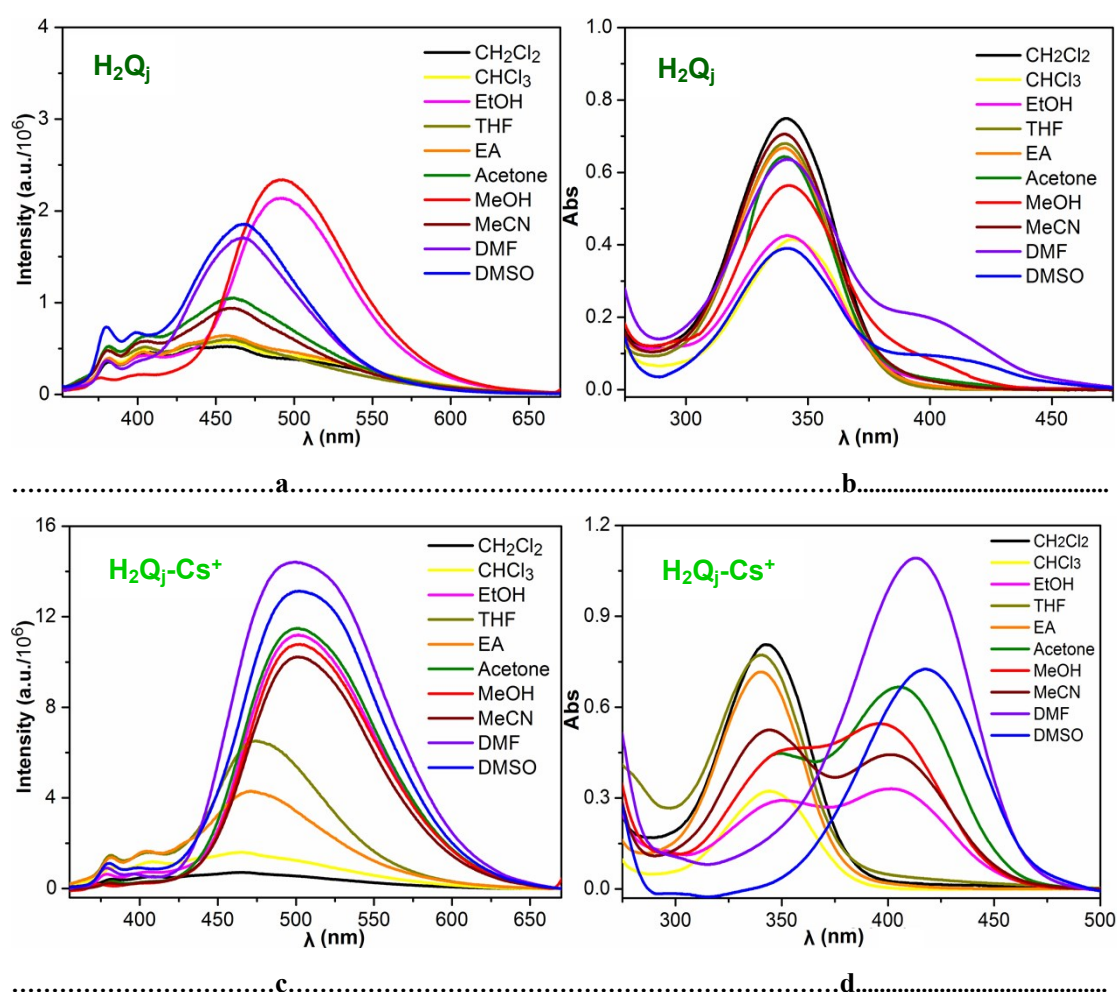 H₂Qⱼ
Intensity (a.u./10⁶)
4
3
2
1
0
400 450 500 550 600 650
λ (nm)
CH₂Cl₂
CHCl₃
EtOH
THF
EA
Acetone
MeOH
MeCN
DMF
DMSO
H₂Qⱼ
Abs
1.0
0.8
0.6
0.4
0.2
0.0
300 350 400 450
λ (nm)
CH₂Cl2
CHCl₃
EtOH
THF
EA
Acetone
MeOH
MeCN
DMF
DMSO
a b
H₂Qⱼ-Cs⁺
Intensity (a.u./10⁶)
16
12
8
4
0
400 450 500 550 600 650
λ (nm)
CH₂Cl₂
CHCl₃
EtOH
THF
EA
Acetone
MeOH
MeCN
DMF
DMSO
H₂Qⱼ-Cs⁺
Abs
1.2
0.9
0.6
0.3
0.0
300 350 400 450 500
λ (nm)
CH₂Cl₂
CHCl₃
EtOH
THF
EA
Acetone
MeOH
MeCN
DMF
DMSO
c d